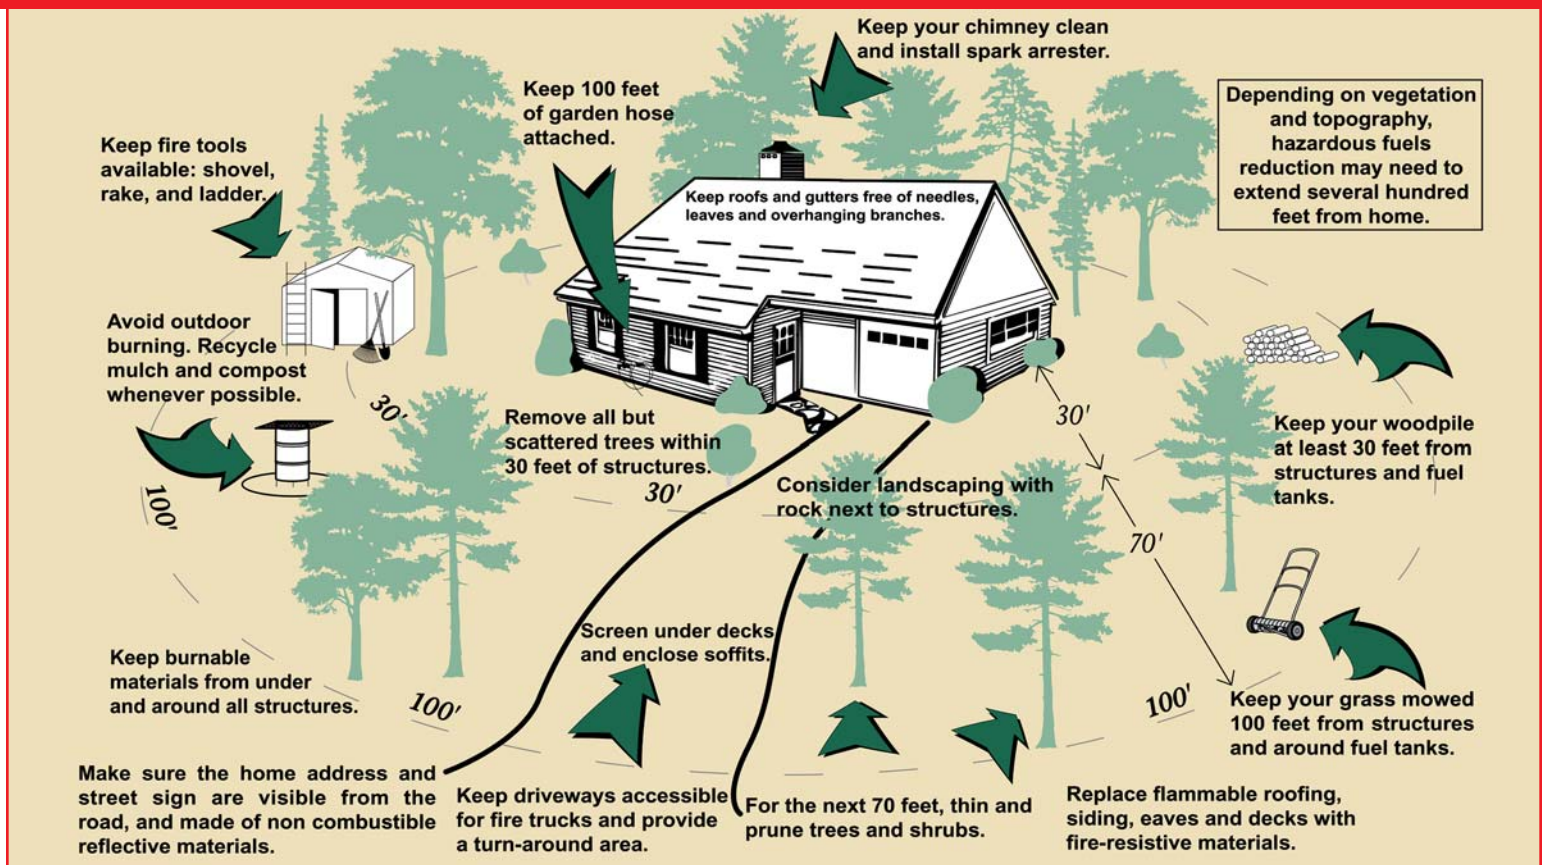 Keep your chimney clean
and install spark arrester.
Keep 100 feet
of garden hose
attached.
Depending on vegetation
and topography,
hazardous fuels
reduction may need to
extend several hundred
feet from home.
Keep fire tools
available: shovel,
rake, and ladder.
Keep roofs and gutters free of needles,
leaves and overhanging branches.
Avoid outdoor
burning. Recycle
mulch and compost
whenever possible.
30'
Remove all but
scattered trees within
30 feet of structures.
30'
30'
Keep your woodpile
at least 30 feet from
structures and fuel
tanks.
100'
Consider landscaping with
rock next to structures.
70'
Screen under decks
and enclose soffits.
Keep burnable
materials from under
and around all structures.
100'
100'
Keep your grass mowed
100 feet from structures
and around fuel tanks.
Make sure the home address and
street sign are visible from the
road, and made of non combustible
reflective materials.
Keep driveways accessible
for fire trucks and provide
a turn-around area.
For the next 70 feet, thin and
prune trees and shrubs.
Replace flammable roofing,
siding, eaves and decks with
fire-resistive materials.